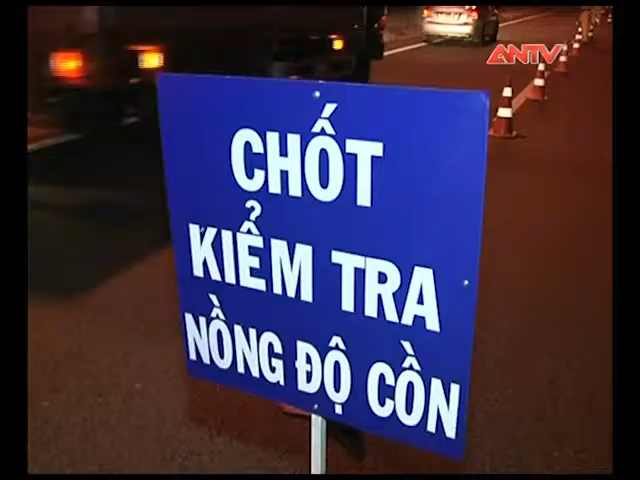 ANTV
CHỐT
KIỂM TRA
NỒNG ĐỘ CỒN